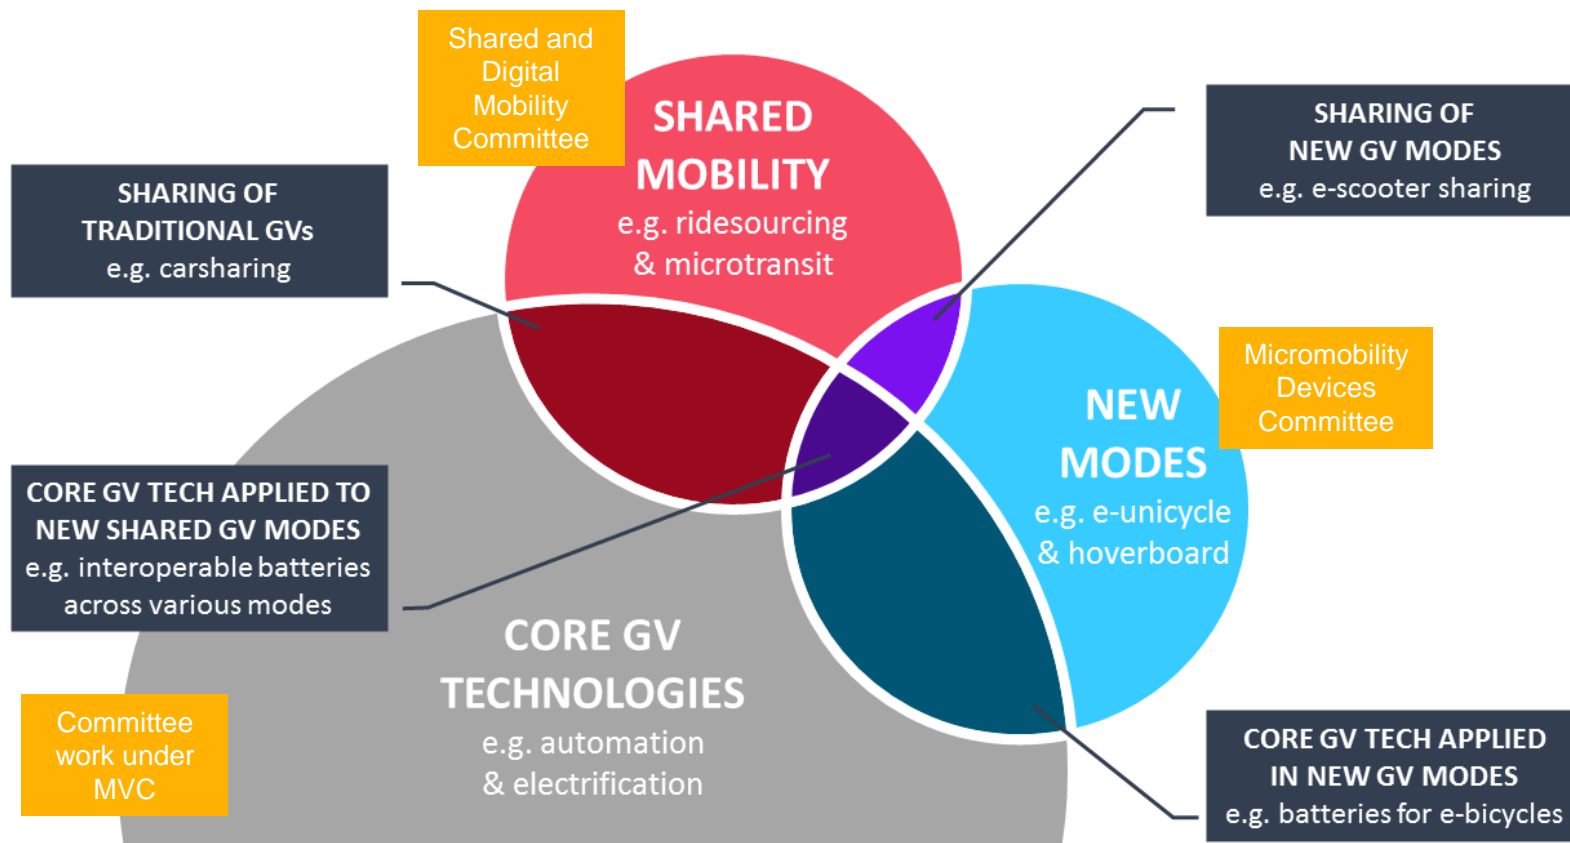 Shared and
Digital
Mobility
Committee
SHARED
MOBILITY
e.g. ridesourcing
& microtransit
SHARING OF
NEW GV MODES
e.g. e-scooter sharing
SHARING OF
TRADITIONAL GVs
e.g. carsharing
Micromobility
Devices
Committee
NEW
MODES
e.g. e-unicycle
& hoverboard
CORE GV TECH APPLIED TO
NEW SHARED GV MODES
e.g. interoperable batteries
across various modes
CORE GV
TECHNOLOGIES
e.g. automation
& electrification
Committee
work under
MVC
CORE GV TECH APPLIED
IN NEW GV MODES
e.g. batteries for e-bicycles